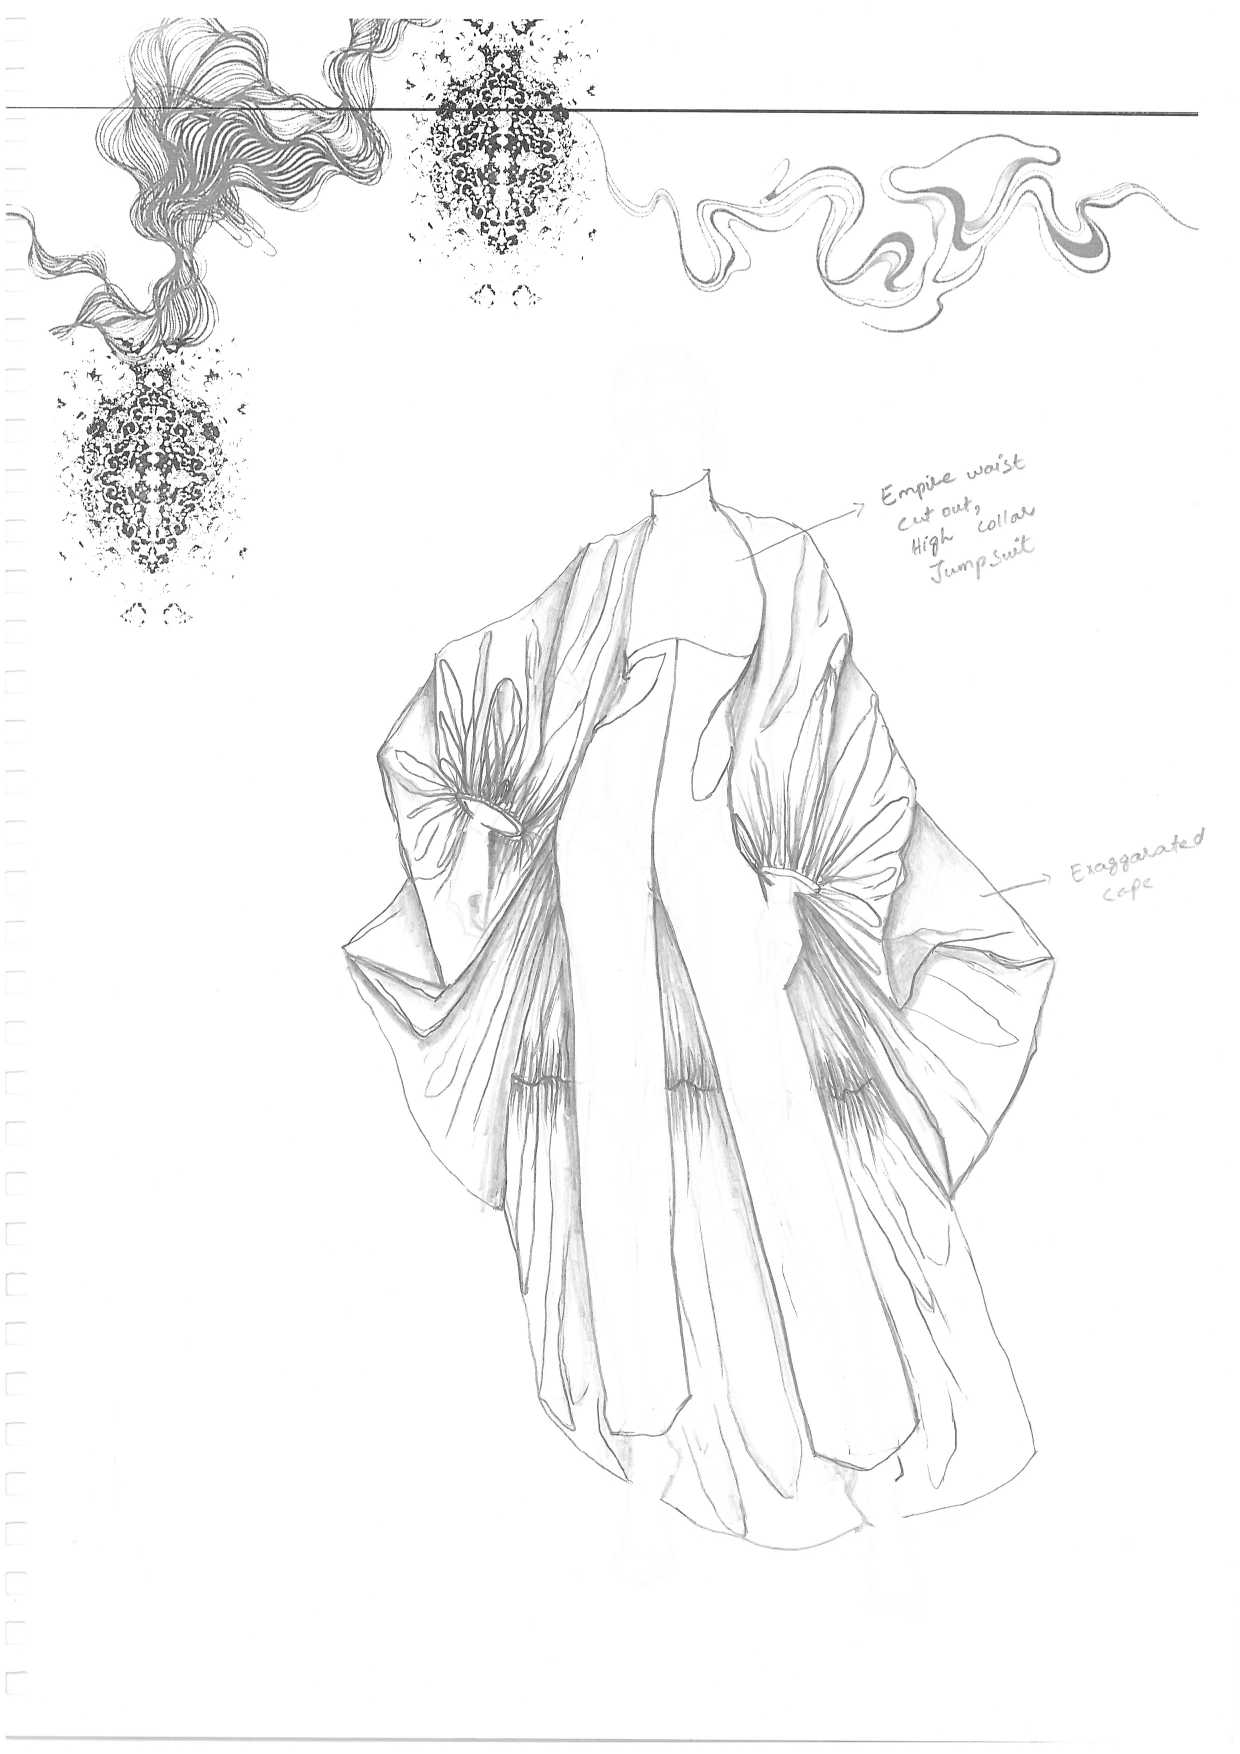 Empire waist
cut out,
High collar
Jumpsuit
Exaggarated
cape